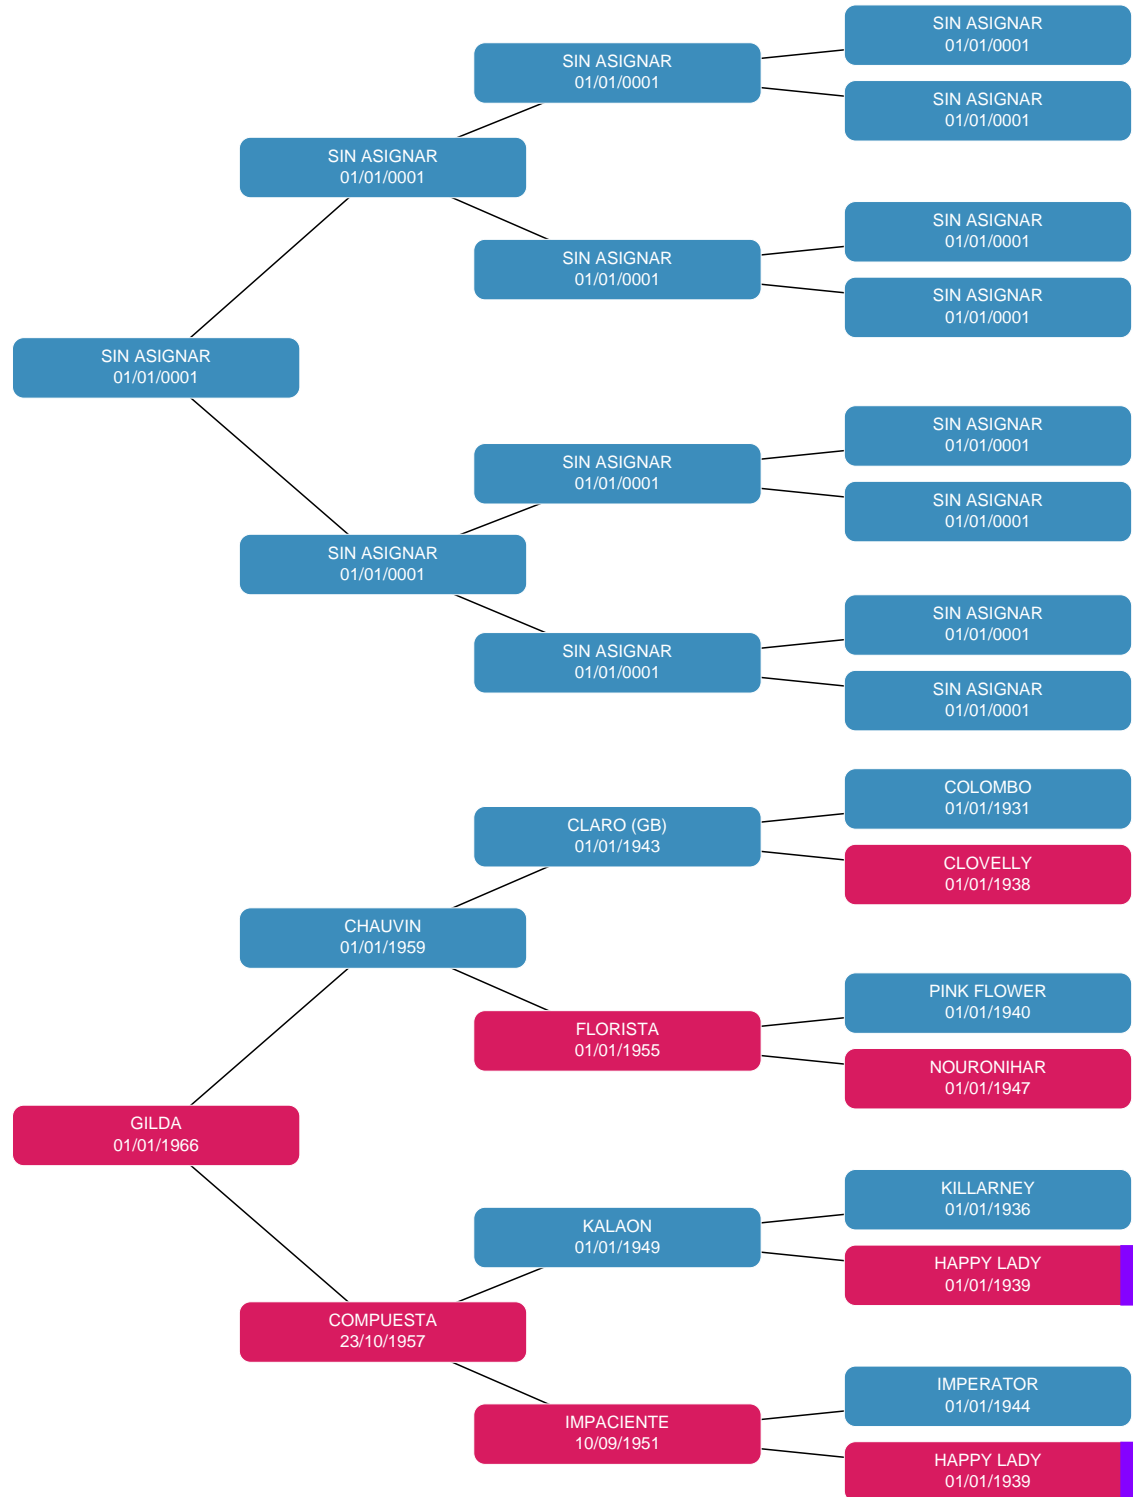 SIN ASIGNAR
01/01/0001
SIN ASIGNAR
01/01/0001
SIN ASIGNAR
01/01/0001
SIN ASIGNAR
01/01/0001
SIN ASIGNAR
01/01/0001
SIN ASIGNAR
01/01/0001
SIN ASIGNAR
01/01/0001
SIN ASIGNAR
01/01/0001
SIN ASIGNAR
01/01/0001
SIN ASIGNAR
01/01/0001
SIN ASIGNAR
01/01/0001
SIN ASIGNAR
01/01/0001
SIN ASIGNAR
01/01/0001
SIN ASIGNAR
01/01/0001
SIN ASIGNAR
01/01/0001
COLOMBO
01/01/1931
CLARO (GB)
01/01/1943
CLOVELLY
01/01/1938
CHAUVIN
01/01/1959
PINK FLOWER
01/01/1940
FLORISTA
01/01/1955
NOURONIHAR
01/01/1947
GILDA
01/01/1966
KILLARNEY
01/01/1936
KALAON
01/01/1949
HAPPY LADY
01/01/1939
COMPUESTA
23/10/1957
IMPERATOR
01/01/1944
IMPACIENTE
10/09/1951
HAPPY LADY
01/01/1939